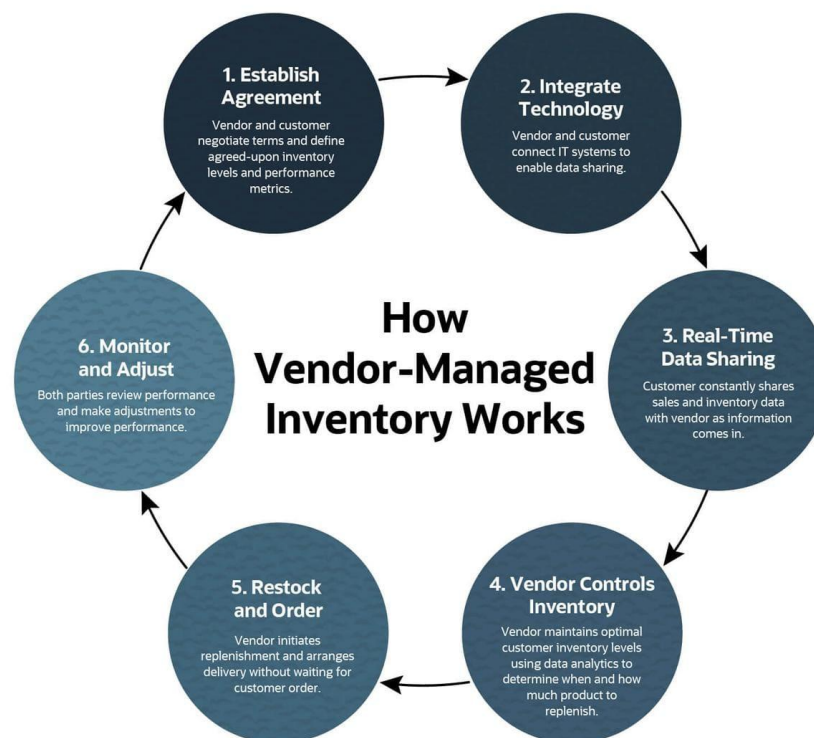 How
Vendor-Managed
Inventory Works
1. Establish
Agreement
Vendor and customer
negotiate terms and define
agreed-upon inventory
levels and performance
metrics.
2. Integrate
Technology
Vendor and customer
connect IT systems to
enable data sharing.
3. Real-Time
Data Sharing
Customer constantly shares
sales and inventory data
with vendor as information
comes in.
4. Vendor Controls
Inventory
Vendor maintains optimal
customer inventory levels
using data analytics to
determine when and how
much product to
replenish.
5. Restock
and Order
Vendor initiates
replenishment and arranges
delivery without waiting for
customer order.
6. Monitor
and Adjust
Both parties review performance
and make adjustments to
improve performance.